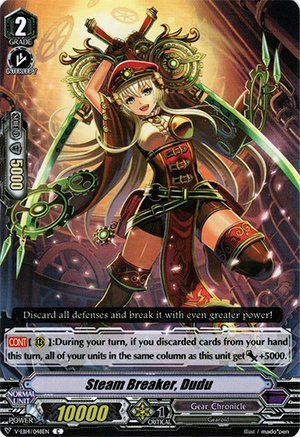 2
GRADE
INTERCEPT
5000
Discard all defenses and break it with even greater power!
CONT [ ]:During your turn, if you discarded cards from your hand
this turn, all of your units in the same column as this unit get +5000.
Steam Breaker, Dudu
NORMAL
UNIT
POWER 10000
1
CRITICAL
Gear Chronicle
Gearoid
V-EB14/048EN C
Illust / mado*pen